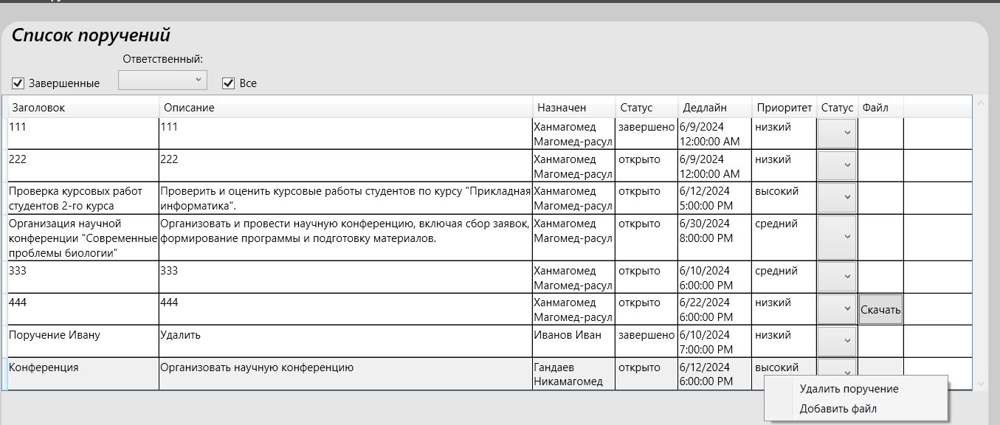 Список поручений
Ответственный:
Завершенные
Все
Заголовок Описание Назначен Статус Дедлайн Приоритет Статус Файл
111 111 Ханмагомед завершено 6/9/2024 низкий
Магомед-расул 12:00:00 AM
222 222 Ханмагомед открыто 6/9/2024 низкий
Магомед-расул 12:00:00 AM
Проверка курсовых работ Проверить и оценить курсовые работы студентов по курсу "Прикладная Ханмагомед открыто 6/12/2024 высокий
студентов 2-го курса информатика". Магомед-расул 5:00:00 PM
Организация научной Организовать и провести научную конференцию, включая сбор заявок, Ханмагомед открыто 6/30/2024 средний
конференции "Современные формирование программы и подготовку материалов. Магомед-расул 8:00:00 PM
проблемы биологии"
333 333 Ханмагомед открыто 6/10/2024 средний
Магомед-расул 6:00:00 PM
444 444 Ханмагомед открыто 6/22/2024 низкий
Магомед-расул 6:00:00 PM Скачать
Поручение Ивану Удалить Иванов Иван завершено 6/10/2024 низкий
7:00:00 PM
Конференция Организовать научную конференцию Гандаев открыто 6/12/2024 высокий
Никамагомед 6:00:00 PM
Удалить поручение
Добавить файл